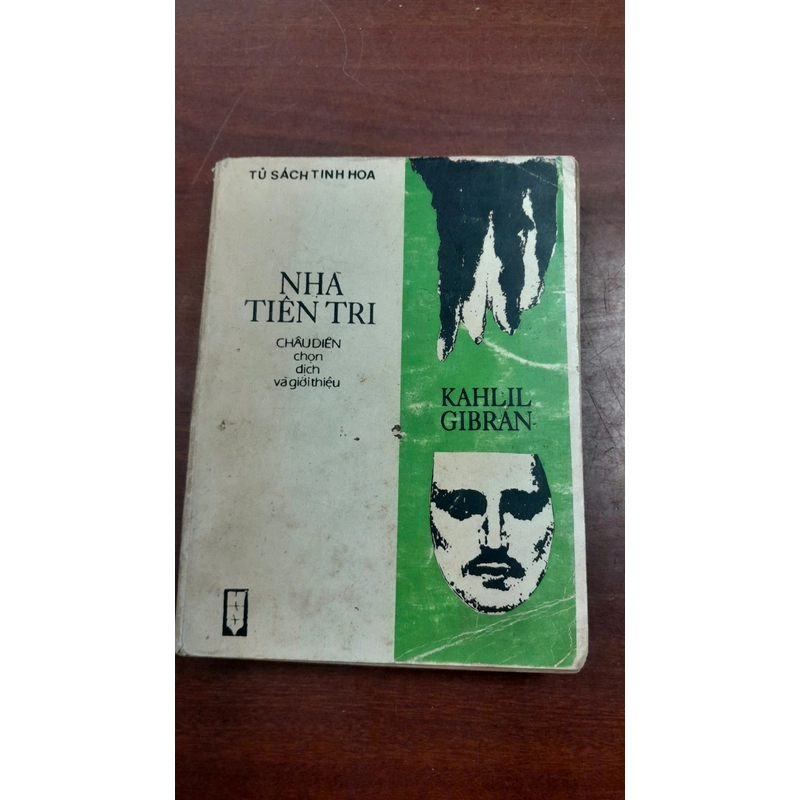 TỦ SÁCH TINH HOA
NHÀ
TIÊN TRI
CHÂU DIÊN
chọn
dịch
và giới thiệu
KAHLIL
GIBRAN